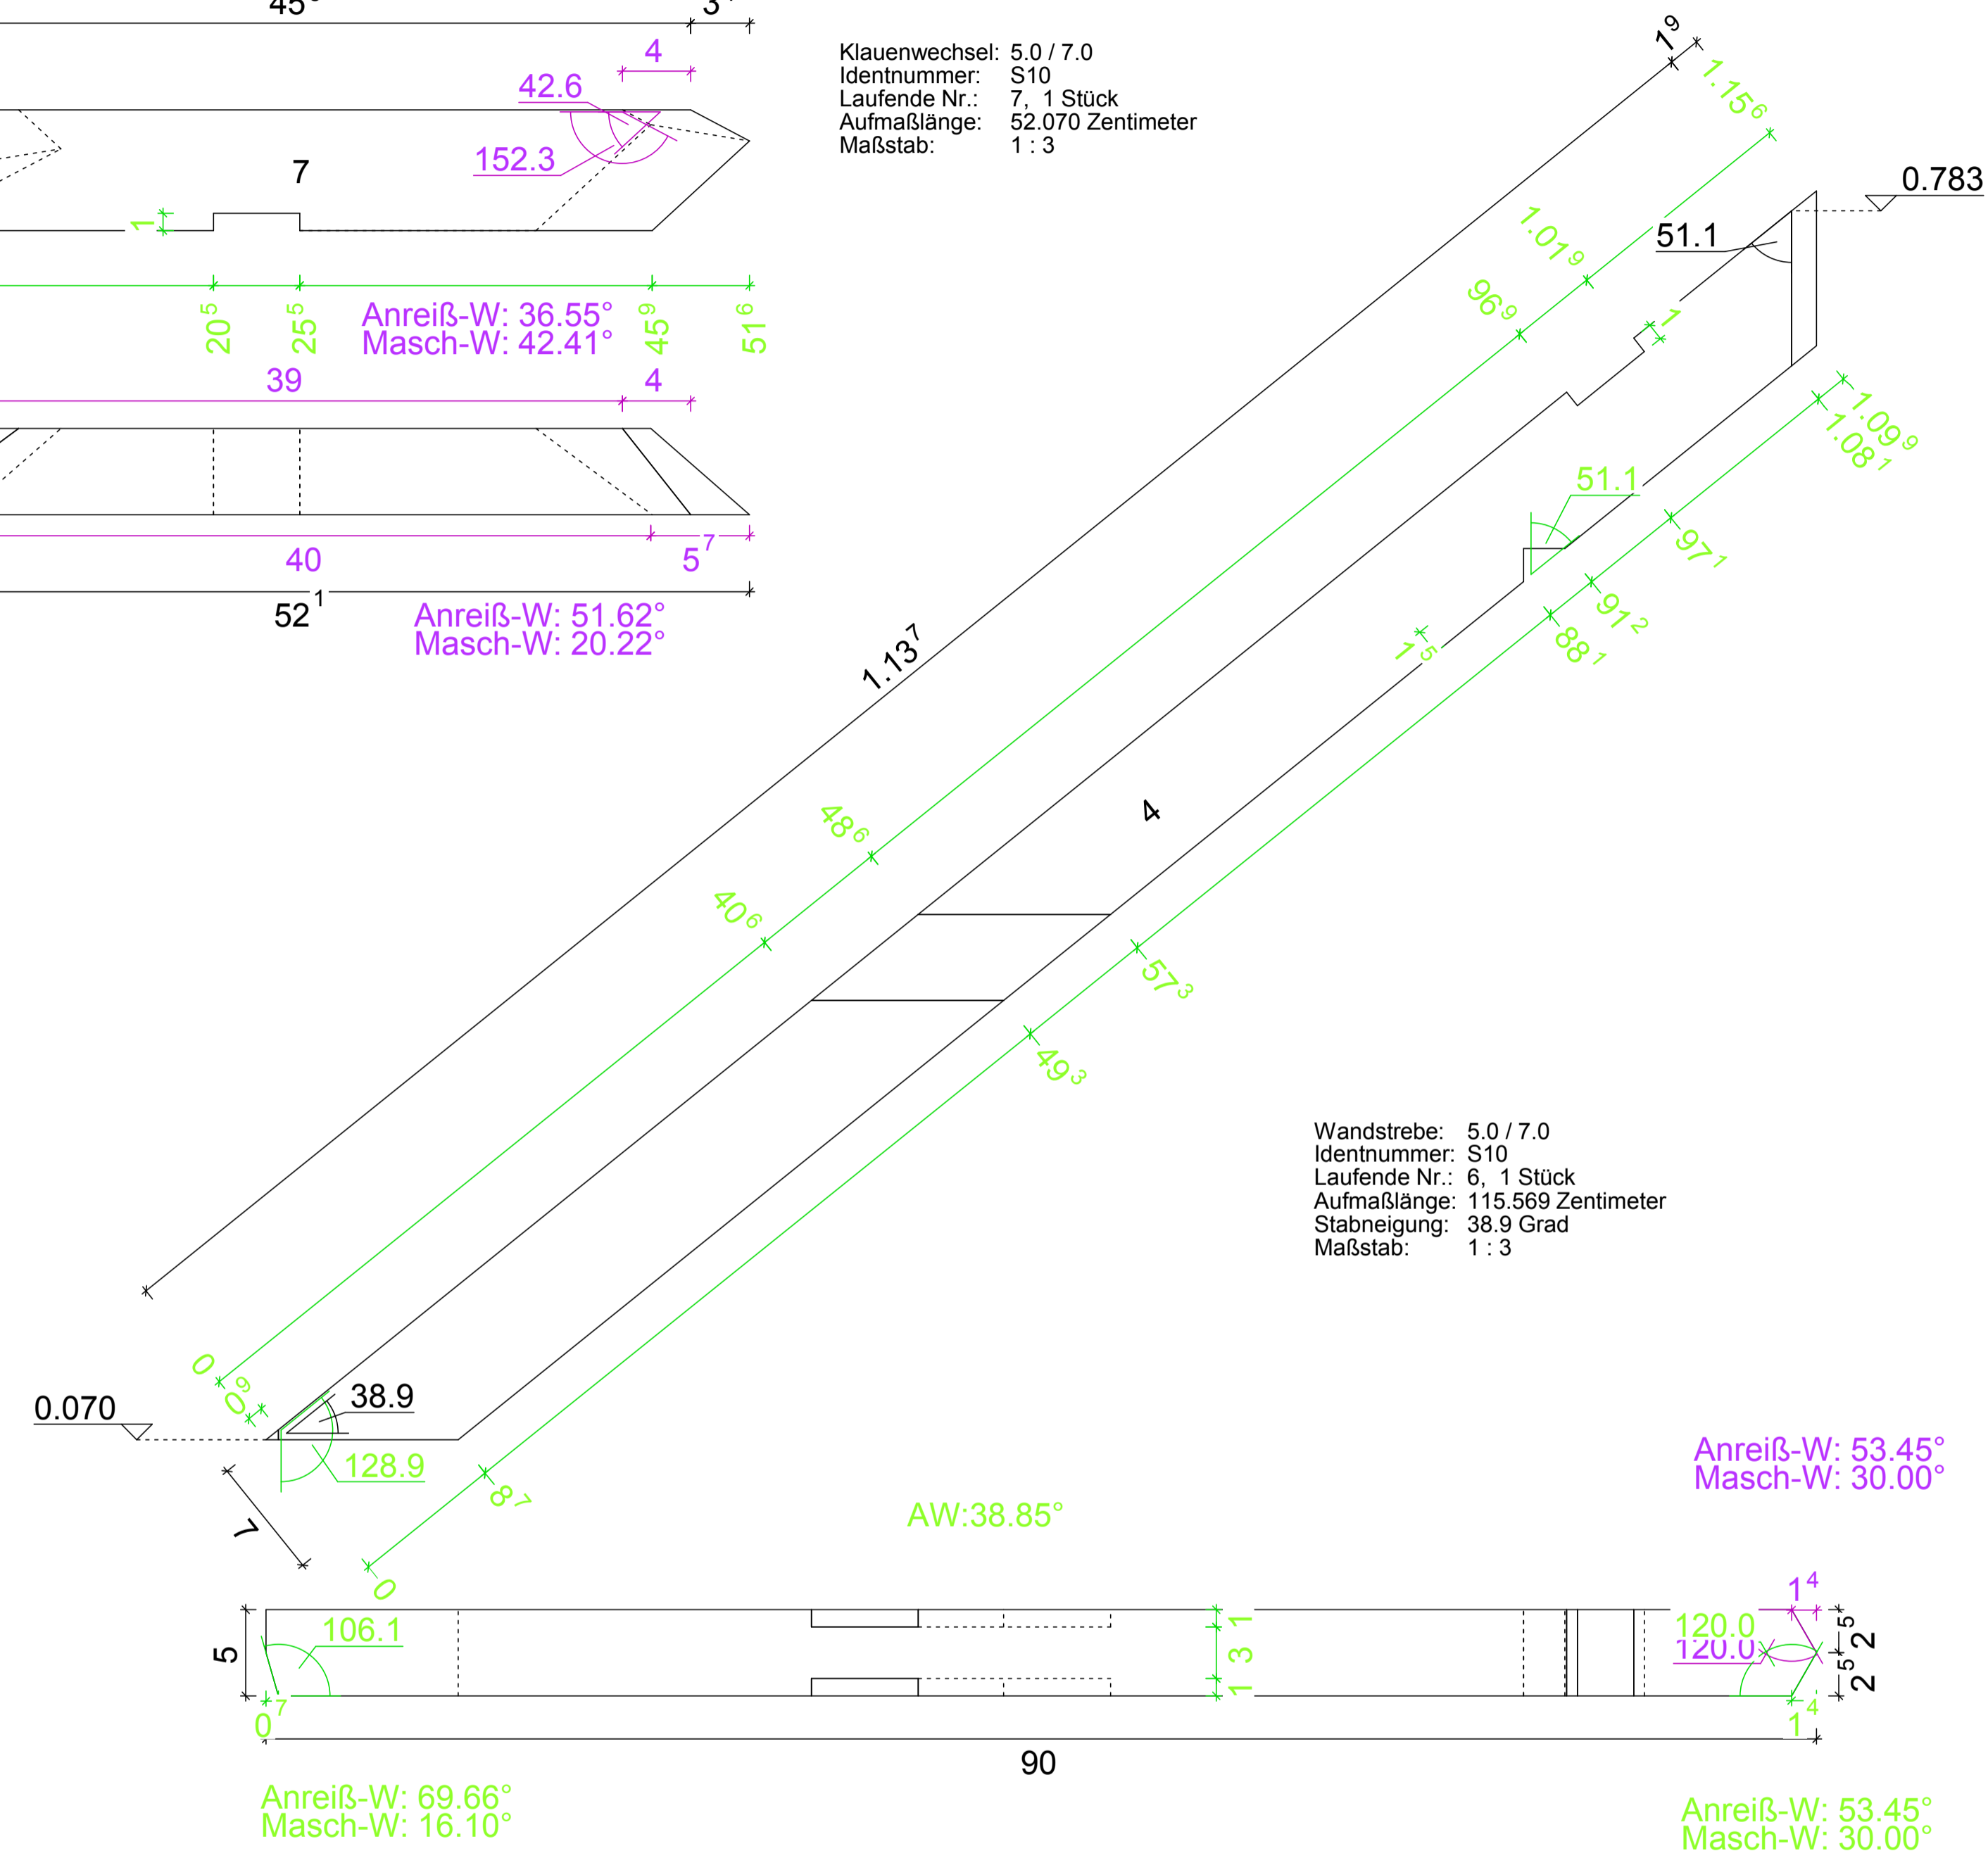 45
3
4
Klauenwechsel: 5.0 / 7.0
Identnummer: S10
Laufende Nr.: 7, 1 Stück
Aufmaßlänge: 52.070 Zentimeter
Maßstab: 1 : 3
42.6
152.3
7
1
20⁵
25⁵
45⁹
51⁶
Anreiß-W: 36.55°
Masch-W: 42.41°
39
4
40
5⁷
52¹
Anreiß-W: 51.62°
Masch-W: 20.22°
1⁹
1.15⁶
0.783
51.1
1.01⁹
96⁹
1
1.09⁹
1.08¹
51.1
97¹
91²
88¹
1⁵
1.13⁷
4
48⁶
40⁶
57³
49³
Wandstrebe: 5.0 / 7.0
Identnummer: S10
Laufende Nr.: 6, 1 Stück
Aufmaßlänge: 115.569 Zentimeter
Stabneigung: 38.9 Grad
Maßstab: 1 : 3
0
0⁹
0.070
38.9
128.9
7
8⁷
0
AW:38.85°
Anreiß-W: 53.45°
Masch-W: 30.00°
5
106.1
0⁷
1
3
1
1⁴
120.0
120.0
2⁵
2⁵
1⁴
90
Anreiß-W: 69.66°
Masch-W: 16.10°
Anreiß-W: 53.45°
Masch-W: 30.00°